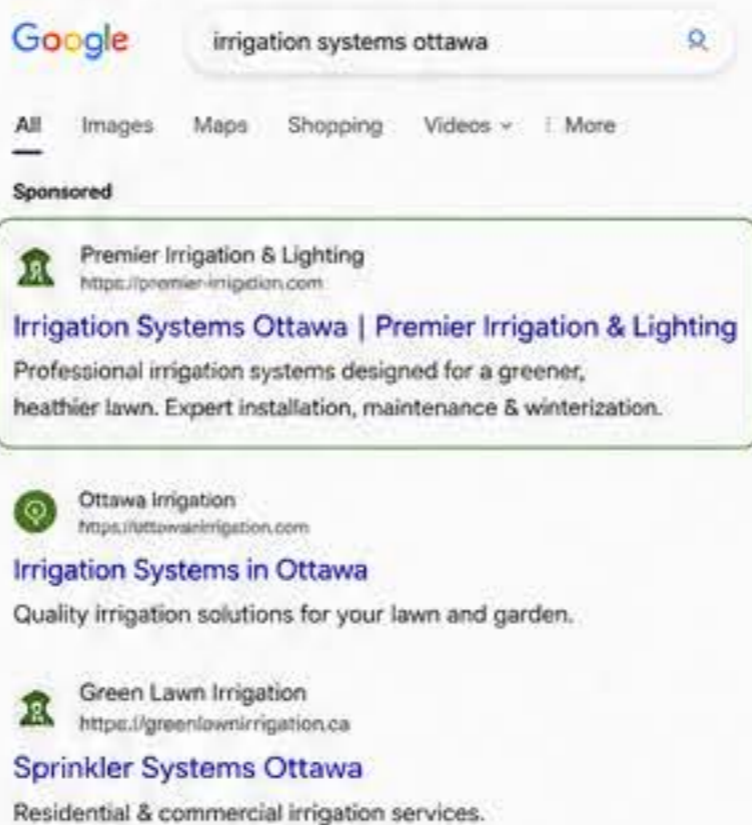 Google
irrigation systems ottawa
All Images Maps Shopping Videos More
Sponsored
Premier Irrigation & Lighting
Irrigation Systems Ottawa | Premier Irrigation & Lighting
Professional irrigation systems designed for a greener,
heathier lawn. Expert installation, maintenance & winterization.
Ottawa Irrigation
Irrigation Systems in Ottawa
Quality irrigation solutions for your lawn and garden.
Green Lawn Irrigation
https://greenlawnirrigation.ca
Sprinkler Systems Ottawa
Residential & commercial irrigation services.